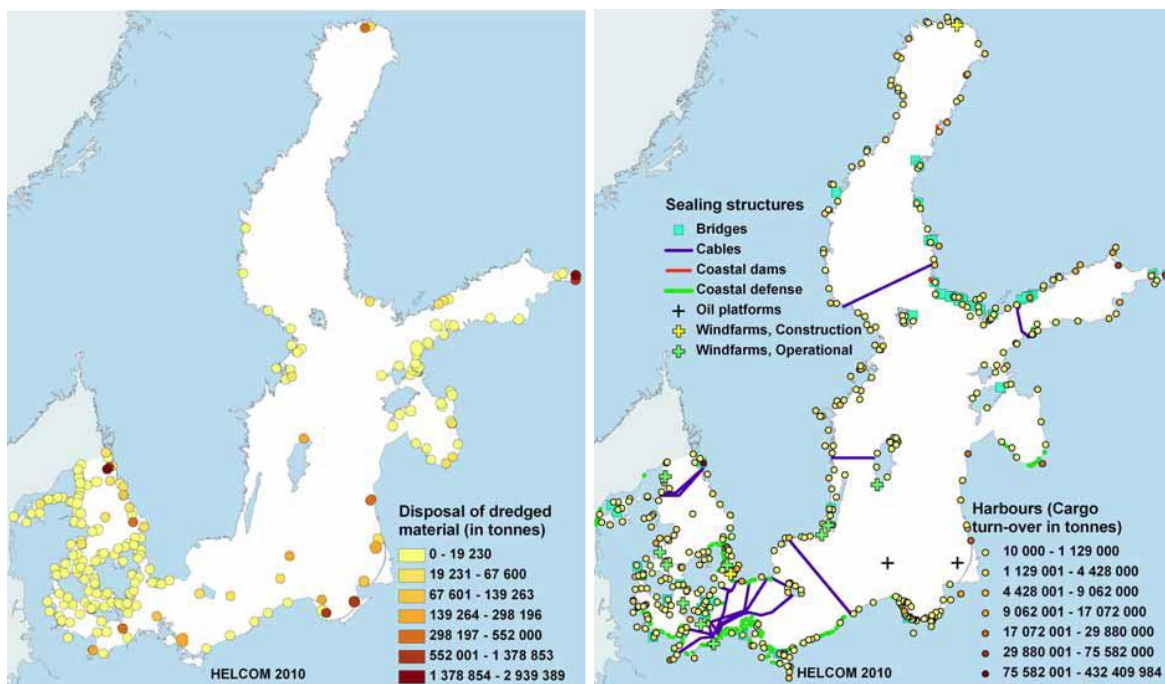 Disposal of dredged
material (in tonnes)
0 - 19 230
19 231 - 67 600
67 601 - 139 263
139 264 - 298 196
298 197 - 552 000
552 001 - 1 378 853
1 378 854 - 2 939 389
HELCOM 2010
Sealing structures
Bridges
Cables
Coastal dams
Coastal defense
Oil platforms
Windfarms, Construction
Windfarms, Operational
Harbours (Cargo
turn-over in tonnes)
10 000 - 1 129 000
1 129 001 - 4 428 000
4 428 001 - 9 062 000
9 062 001 - 17 072 000
17 072 001 - 29 880 000
29 880 001 - 75 582 000
75 582 001 - 432 409 984
HELCOM 2010